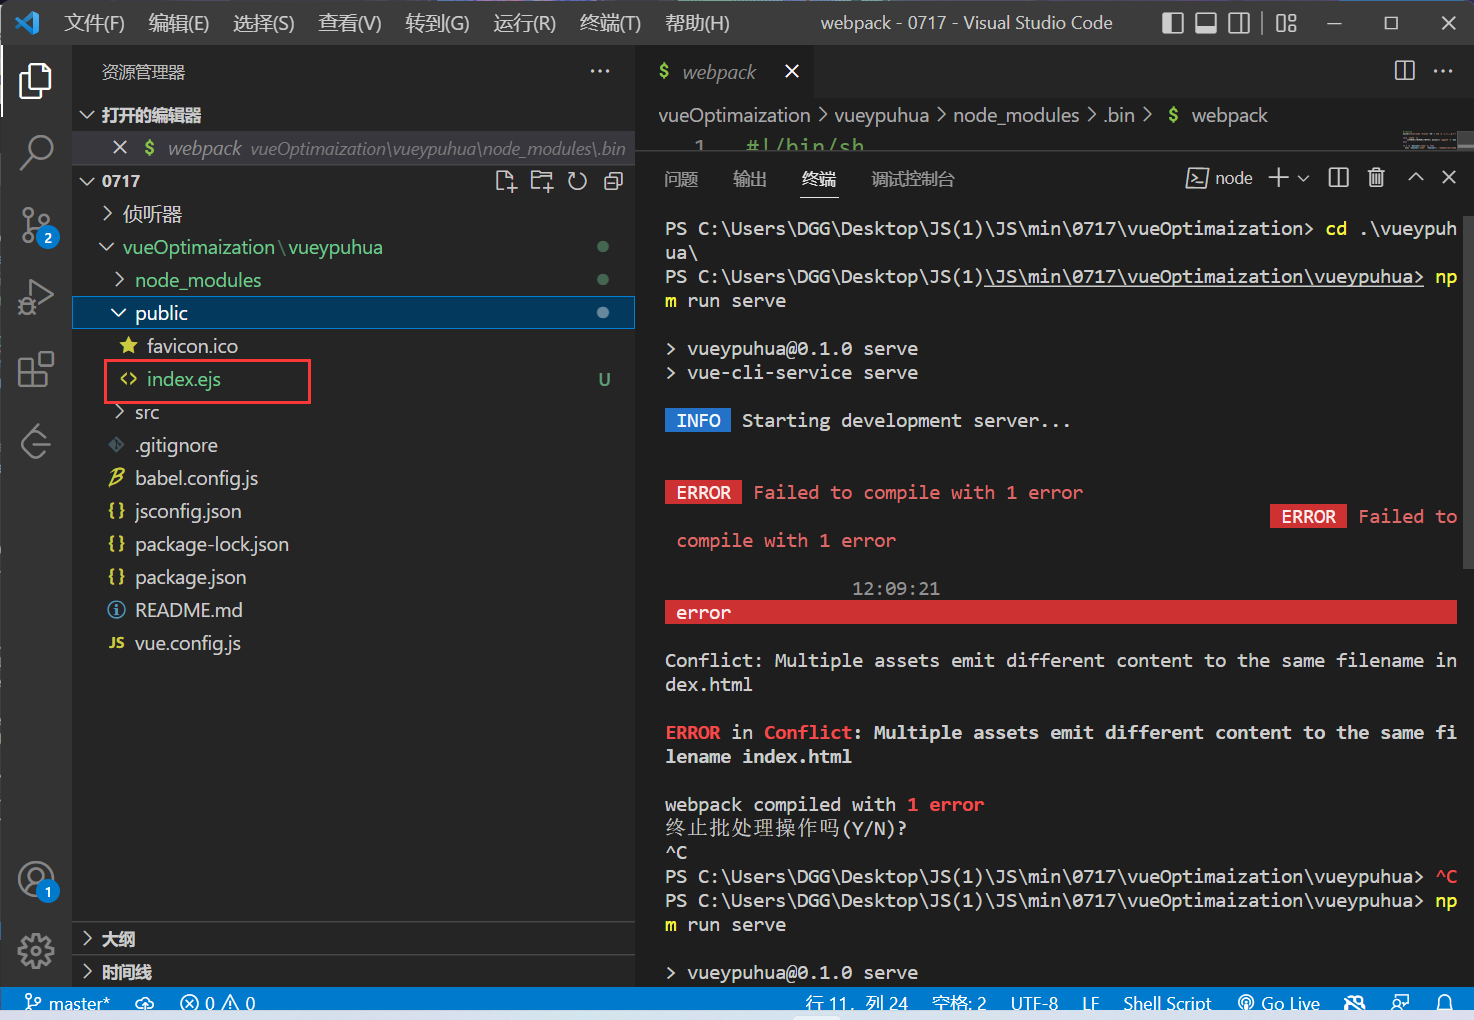 文件(F) 编辑(E) 选择(S) 查看(V) 转到(G) 运行(R) 终端(T) 帮助(H) webpack - 0717 - Visual Studio Code
资源管理器 ···
打开的编辑器
$ webpack vueOptimaization\vueypuhua\node_modules\.bin
0717
侦听器
vueOptimaization\vueypuhua
node_modules
public
favicon.ico
index.ejs U
src
.gitignore
babel.config.js
{} jsconfig.json
{} package-lock.json
{} package.json
README.md
JS vue.config.js
大纲
时间线
2
1
$ webpack
vueOptimaization > vueypuhua > node_modules > .bin > $ webpack
1 #!/bin/sh
问题 输出 终端 调试控制台 node
PS C:\Users\DGG\Desktop\JS(1)\JS\min\0717\vueOptimaization> cd .\vueypuh
ua\
PS C:\Users\DGG\Desktop\JS(1)\JS\min\0717\vueOptimaization\vueypuhua> np
m run serve
> vueypuhua@0.1.0 serve
> vue-cli-service serve
INFO Starting development server...
ERROR Failed to compile with 1 error
ERROR Failed to
compile with 1 error
12:09:21
error
Conflict: Multiple assets emit different content to the same filename in
dex.html
ERROR in Conflict: Multiple assets emit different content to the same fi
lename index.html
webpack compiled with 1 error
终止批处理操作吗(Y/N)?
^C
PS C:\Users\DGG\Desktop\JS(1)\JS\min\0717\vueOptimaization\vueypuhua> ^C
PS C:\Users\DGG\Desktop\JS(1)\JS\min\0717\vueOptimaization\vueypuhua> np
m run serve
> vueypuhua@0.1.0 serve
master* 0 0 行 11，列 24 空格: 2 UTF-8 LF Shell Script Go Live